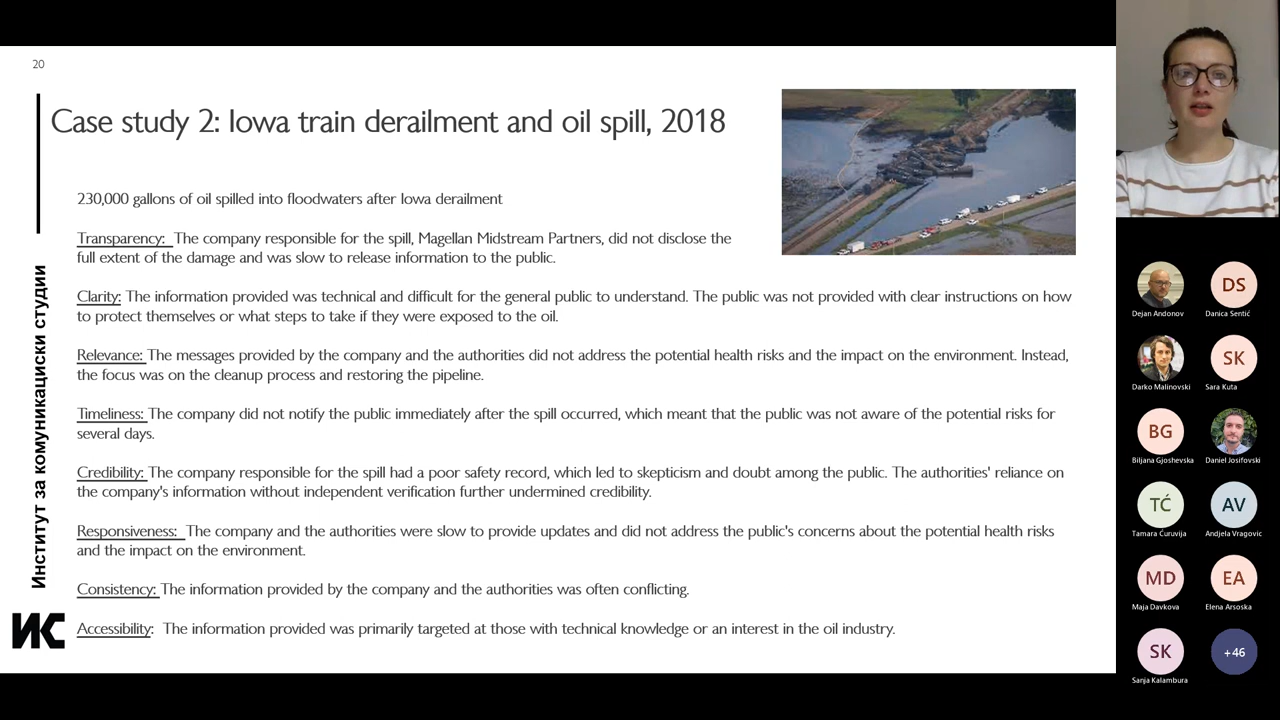 20
Case study 2: Iowa train derailment and oil spill, 2018
230,000 gallons of oil spilled into floodwaters after Iowa derailment
Transparency: The company responsible for the spill, Magellan Midstream Partners, did not disclose the
full extent of the damage and was slow to release information to the public.
Clarity: The information provided was technical and difficult for the general public to understand. The public was not provided with clear instructions on how
to protect themselves or what steps to take if they were exposed to the oil.
Relevance: The messages provided by the company and the authorities did not address the potential health risks and the impact on the environment. Instead,
the focus was on the cleanup process and restoring the pipeline.
Timeliness: The company did not notify the public immediately after the spill occurred, which meant that the public was not aware of the potential risks for
several days.
Credibility: The company responsible for the spill had a poor safety record, which led to skepticism and doubt among the public. The authorities' reliance on
the company's information without independent verification further undermined credibility.
Responsiveness: The company and the authorities were slow to provide updates and did not address the public's concerns about the potential health risks
and the impact on the environment.
Consistency: The information provided by the company and the authorities was often conflicting.
Accessibility: The information provided was primarily targeted at those with technical knowledge or an interest in the oil industry.
Институт за комуникациски студии
ИКС
Dejan Andonov
DS
Danica Sentić
Darko Malinovski
SK
Sara Kuta
BG
Biljana Gjoshevska
Daniel Josifovski
TĆ
Tamara Ćuruvija
AV
Andjela Vragovic
MD
Maja Davkova
EA
Elena Arsoska
SK
Sanja Kalambura
+46